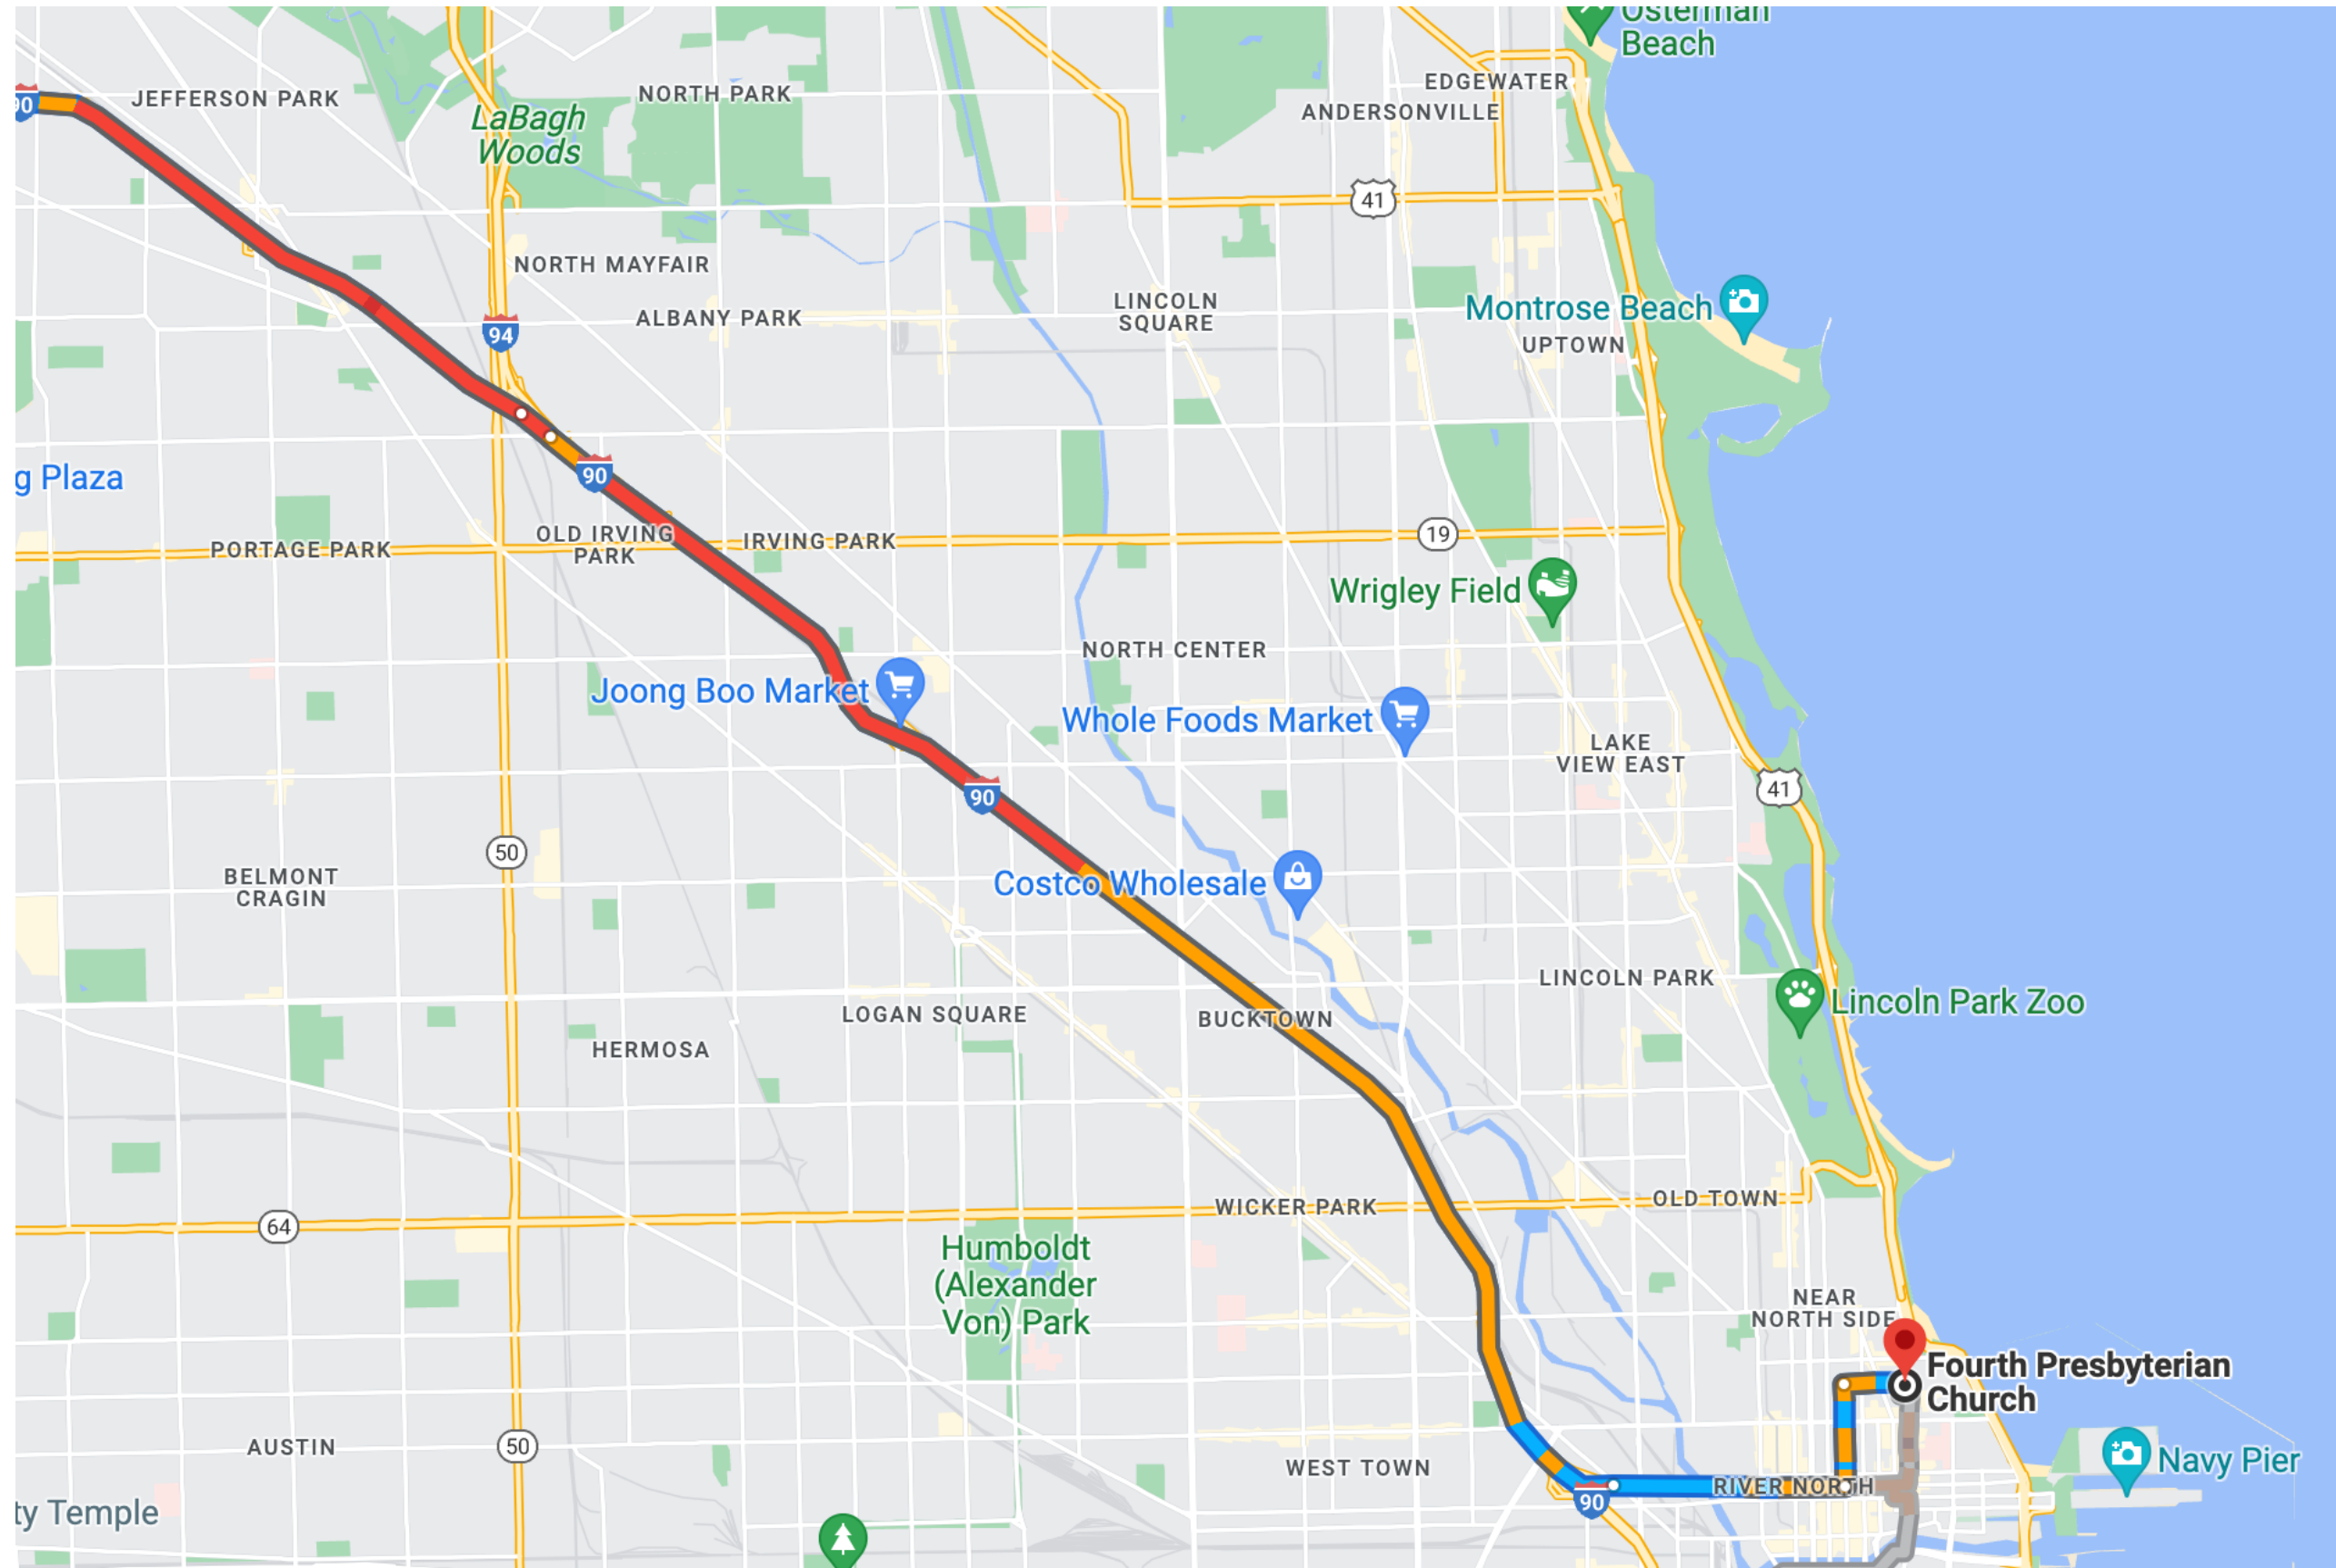 Osterman
Beach
EDGEWATER
JEFFERSON PARK
NORTH PARK
90
ANDERSONVILLE
LaBagh
Woods
41
NORTH MAYFAIR
LINCOLN
SQUARE
Montrose Beach
ALBANY PARK
94
UPTOWN
g Plaza
90
OLD IRVING
PARK
IRVING PARK
19
PORTAGE PARK
Wrigley Field
NORTH CENTER
Joong Boo Market
Whole Foods Market
LAKE
VIEW EAST
41
90
50
BELMONT
CRAGIN
Costco Wholesale
LINCOLN PARK
Lincoln Park Zoo
LOGAN SQUARE
BUCKTOWN
HERMOSA
OLD TOWN
WICKER PARK
64
Humboldt
(Alexander
Von) Park
NEAR
NORTH SIDE
Fourth Presbyterian
Church
AUSTIN
50
WEST TOWN
Navy Pier
RIVER NORTH
90
ty Temple